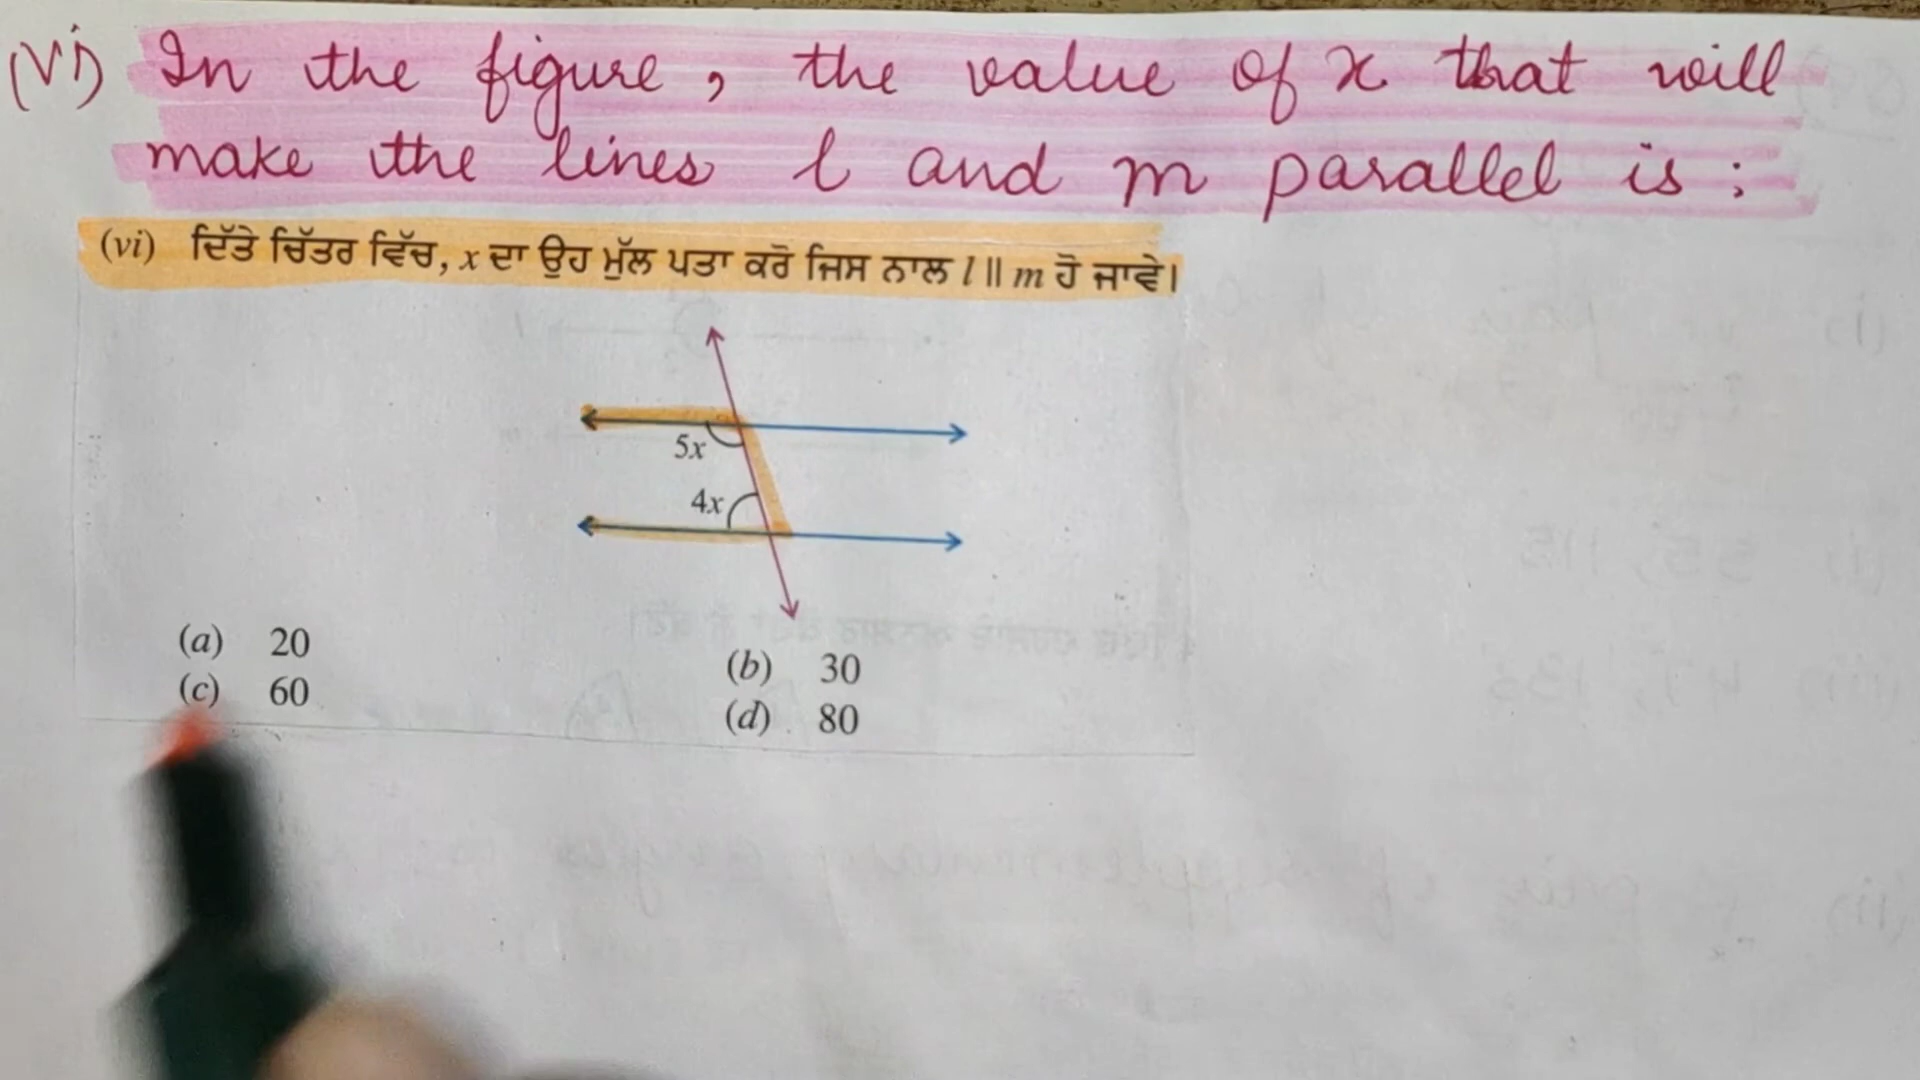 (vi) In the figure, the value of x that will
make the lines l and m parallel is :
(vi) ਦਿੱਤੇ ਚਿੱਤਰ ਵਿੱਚ, x ਦਾ ਉਹ ਮੁੱਲ ਪਤਾ ਕਰੋ ਜਿਸ ਨਾਲ l || m ਹੋ ਜਾਵੇ।
5x
4x
(a) 20
(b) 30
(c) 60
(d) 80